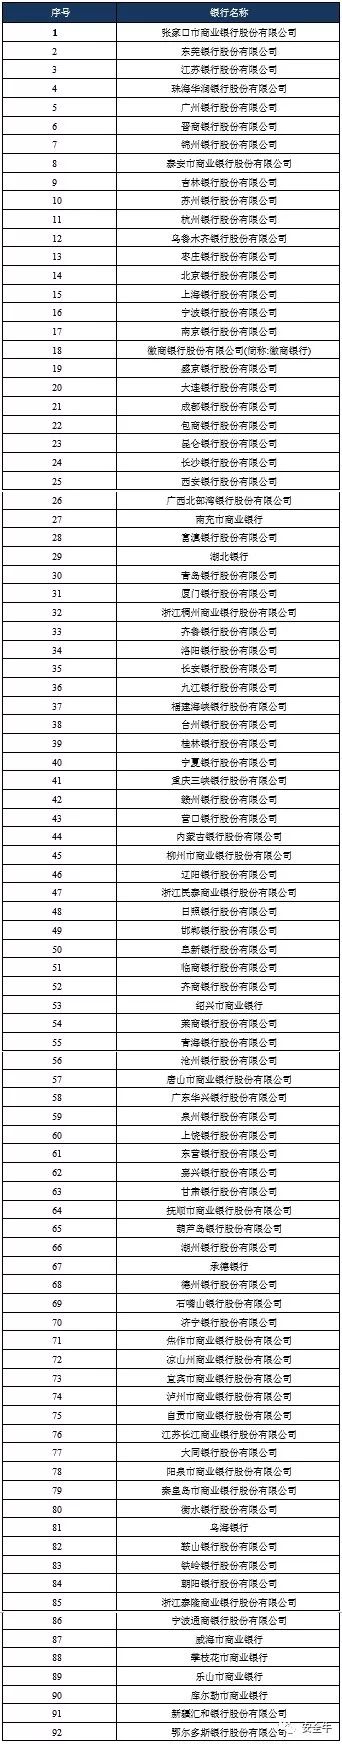 序号 银行名称
1 张家口市商业银行股份有限公司
2 东莞银行股份有限公司
3 江苏银行股份有限公司
4 珠海华润银行股份有限公司
5 广州银行股份有限公司
6 晋商银行股份有限公司
7 锦州银行股份有限公司
8 泰安市商业银行股份有限公司
9 吉林银行股份有限公司
10 苏州银行股份有限公司
11 杭州银行股份有限公司
12 乌鲁木齐银行股份有限公司
13 枣庄银行股份有限公司
14 北京银行股份有限公司
15 上海银行股份有限公司
16 宁波银行股份有限公司
17 南京银行股份有限公司
18 徽商银行股份有限公司(简称:徽商银行)
19 盛京银行股份有限公司
20 大连银行股份有限公司
21 成都银行股份有限公司
22 包商银行股份有限公司
23 昆仑银行股份有限公司
24 长沙银行股份有限公司
25 西安银行股份有限公司
26 广西北部湾银行股份有限公司
27 南充市商业银行
28 富滇银行股份有限公司
29 湖北银行
30 青岛银行股份有限公司
31 厦门银行股份有限公司
32 浙江稠州商业银行股份有限公司
33 齐鲁银行股份有限公司
34 洛阳银行股份有限公司
35 长安银行股份有限公司
36 九江银行股份有限公司
37 福建海峡银行股份有限公司
38 台州银行股份有限公司
39 桂林银行股份有限公司
40 宁夏银行股份有限公司
41 重庆三峡银行股份有限公司
42 赣州银行股份有限公司
43 营口银行股份有限公司
44 内蒙古银行股份有限公司
45 柳州市商业银行股份有限公司
46 辽阳银行股份有限公司
47 浙江民泰商业银行股份有限公司
48 日照银行股份有限公司
49 邯郸银行股份有限公司
50 阜新银行股份有限公司
51 临商银行股份有限公司
52 齐商银行股份有限公司
53 绍兴市商业银行
54 莱商银行股份有限公司
55 青海银行股份有限公司
56 沧州银行股份有限公司
57 唐山市商业银行股份有限公司
58 广东华兴银行股份有限公司
59 泉州银行股份有限公司
60 上饶银行股份有限公司
61 东营银行股份有限公司
62 嘉兴银行股份有限公司
63 甘肃银行股份有限公司
64 抚顺市商业银行股份有限公司
65 葫芦岛银行股份有限公司
66 湖州银行股份有限公司
67 承德银行
68 德州银行股份有限公司
69 石嘴山银行股份有限公司
70 济宁银行股份有限公司
71 焦作市商业银行股份有限公司
72 凉山州商业银行股份有限公司
73 宜宾市商业银行股份有限公司
74 泸州市商业银行股份有限公司
75 自贡市商业银行股份有限公司
76 江苏长江商业银行股份有限公司
77 大同银行股份有限公司
78 阳泉市商业银行股份有限公司
79 秦皇岛市商业银行股份有限公司
80 衡水银行股份有限公司
81 乌海银行
82 鞍山银行股份有限公司
83 铁岭银行股份有限公司
84 朝阳银行股份有限公司
85 浙江泰隆商业银行股份有限公司
86 宁波通商银行股份有限公司
87 威海市商业银行
88 攀枝花市商业银行
89 乐山市商业银行
90 库尔勒市商业银行
91 新疆汇和银行股份有限公司
92 鄂尔多斯银行股份有限公司
安全牛